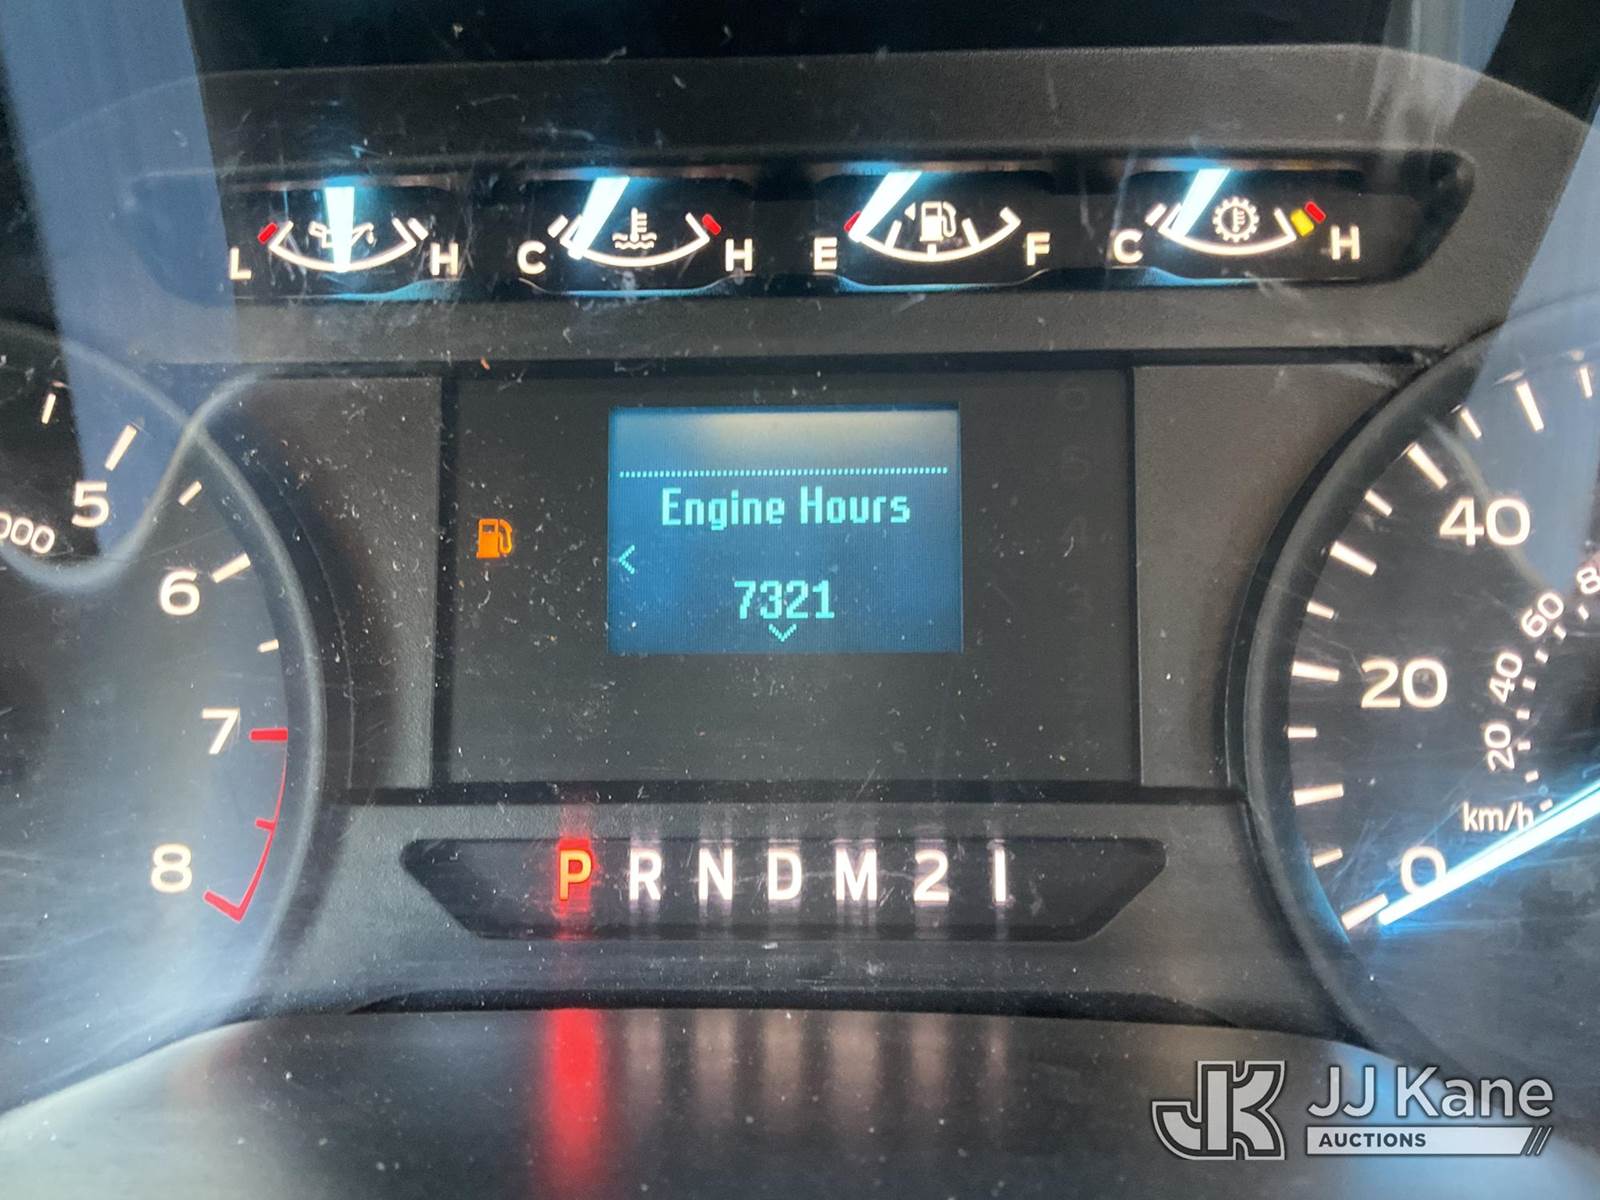 L H C H E F C H
Engine Hours
<
7321
000 5
6
7
8
40
20
0
20 40 60
km/h
P R N D M 2 1
JK JJ Kane
AUCTIONS